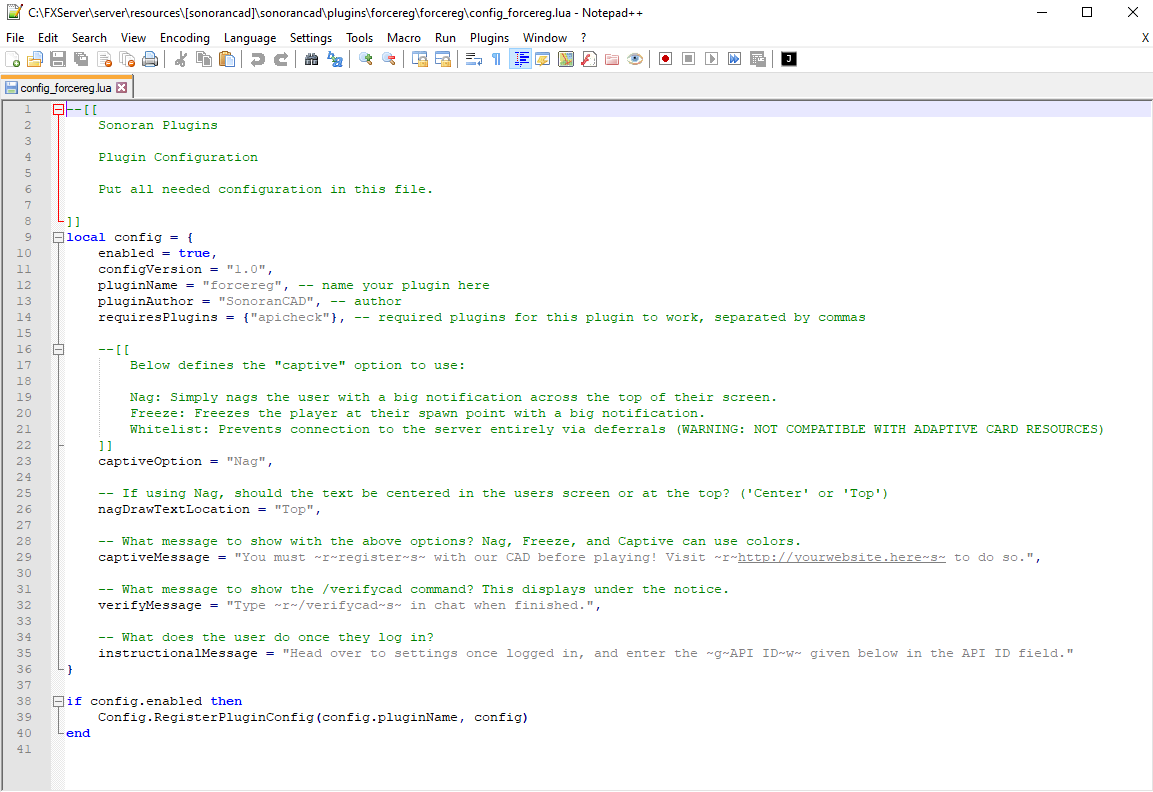 C:\FXServer\server\resources\[sonorancad]\sonorancad\plugins\forcereg\forcereg\config_forcereg.lua - Notepad++
File Edit Search View Encoding Language Settings Tools Macro Run Plugins Window ? X
config_forcereg.lua
1 --[[
2 Sonoran Plugins
3
4 Plugin Configuration
5
6 Put all needed configuration in this file.
7
8 ]]
9 local config = {
10 enabled = true,
11 configVersion = "1.0",
12 pluginName = "forcereg", -- name your plugin here
13 pluginAuthor = "SonoranCAD", -- author
14 requiresPlugins = {"apicheck"}, -- required plugins for this plugin to work, separated by commas
15
16 --[[
17 Below defines the "captive" option to use:
18
19 Nag: Simply nags the user with a big notification across the top of their screen.
20 Freeze: Freezes the player at their spawn point with a big notification.
21 Whitelist: Prevents connection to the server entirely via deferrals (WARNING: NOT COMPATIBLE WITH ADAPTIVE CARD RESOURCES)
22 ]]
23 captiveOption = "Nag",
24
25 -- If using Nag, should the text be centered in the users screen or at the top? ('Center' or 'Top')
26 nagDrawTextLocation = "Top",
27
28 -- What message to show with the above options? Nag, Freeze, and Captive can use colors.
29 captiveMessage = "You must ~r~register~s~ with our CAD before playing! Visit ~r~http://yourwebsite.here~s~ to do so.",
30
31 -- What message to show the /verifycad command? This displays under the notice.
32 verifyMessage = "Type ~r~/verifycad~s~ in chat when finished.",
33
34 -- What does the user do once they log in?
35 instructionalMessage = "Head over to settings once logged in, and enter the ~g~API ID~w~ given below in the API ID field."
36 }
37
38 if config.enabled then
39 Config.RegisterPluginConfig(config.pluginName, config)
40 end
41